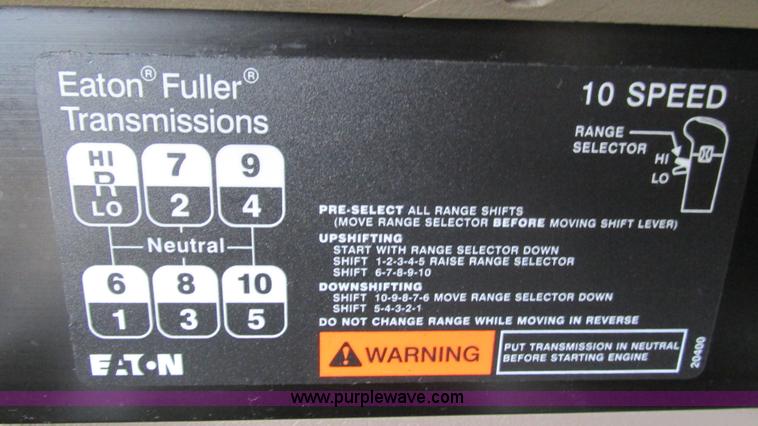 Eaton® Fuller®
Transmissions
10 SPEED
RANGE
SELECTOR
HI
LO
HI 7 9
R
LO 2 4
Neutral
6 8 10
1 3 5
EATON
PRE-SELECT ALL RANGE SHIFTS
(MOVE RANGE SELECTOR BEFORE MOVING SHIFT LEVER)
UPSHIFTING
START WITH RANGE SELECTOR DOWN
SHIFT 1-2-3-4-5 RAISE RANGE SELECTOR
SHIFT 6-7-8-9-10
DOWNSHIFTING
SHIFT 10-9-8-7-6 MOVE RANGE SELECTOR DOWN
SHIFT 5-4-3-2-1
DO NOT CHANGE RANGE WHILE MOVING IN REVERSE
WARNING
PUT TRANSMISSION IN NEUTRAL
BEFORE STARTING ENGINE
20400
www.purplewave.com